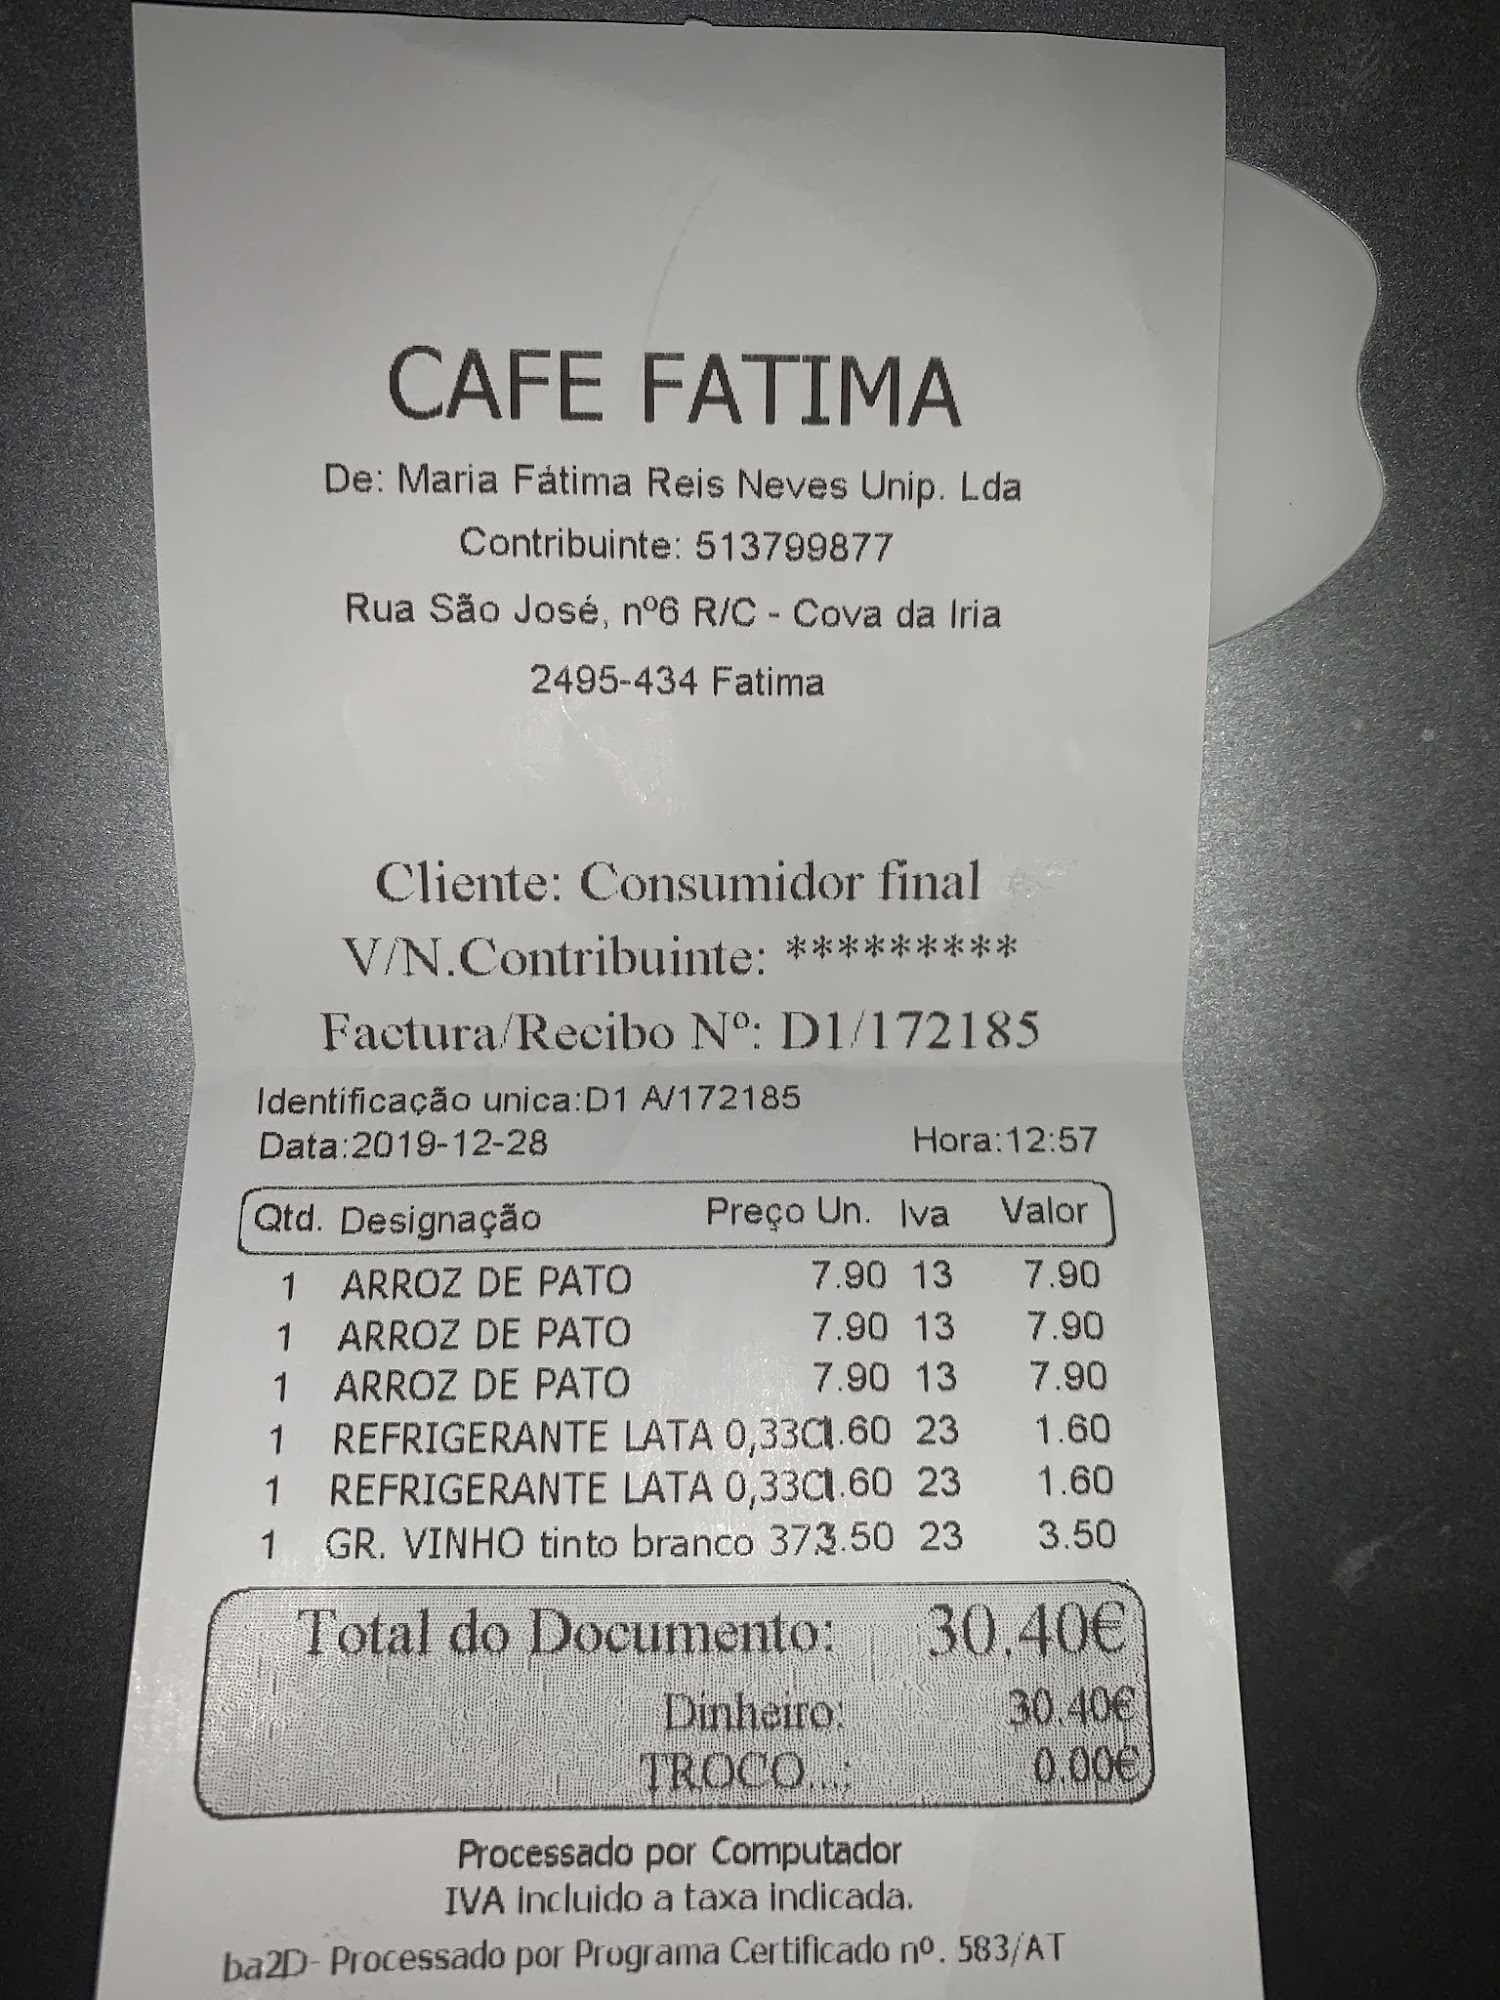 CAFE FATIMA
De: Maria Fátima Reis Neves Unip. Lda
Contribuinte: 513799877
Rua São José, nº6 R/C - Cova da Iria
2495-434 Fatima
Cliente: Consumidor final
V/N.Contribuinte: *********
Factura/Recibo Nº: D1/172185
Identificação unica:D1 A/172185
Data:2019-12-28 Hora:12:57
Qtd. Designação Preço Un. Iva Valor
1 ARROZ DE PATO 7.90 13 7.90
1 ARROZ DE PATO 7.90 13 7.90
1 ARROZ DE PATO 7.90 13 7.90
1 REFRIGERANTE LATA 0,33Cl 1.60 23 1.60
1 REFRIGERANTE LATA 0,33Cl 1.60 23 1.60
1 GR. VINHO tinto branco 37 3.50 23 3.50
Total do Documento: 30.40€
Dinheiro: 30.40€
TROCO...: 0.00€
Processado por Computador
IVA incluido a taxa indicada.
ba2D- Processado por Programa Certificado nº. 583/AT